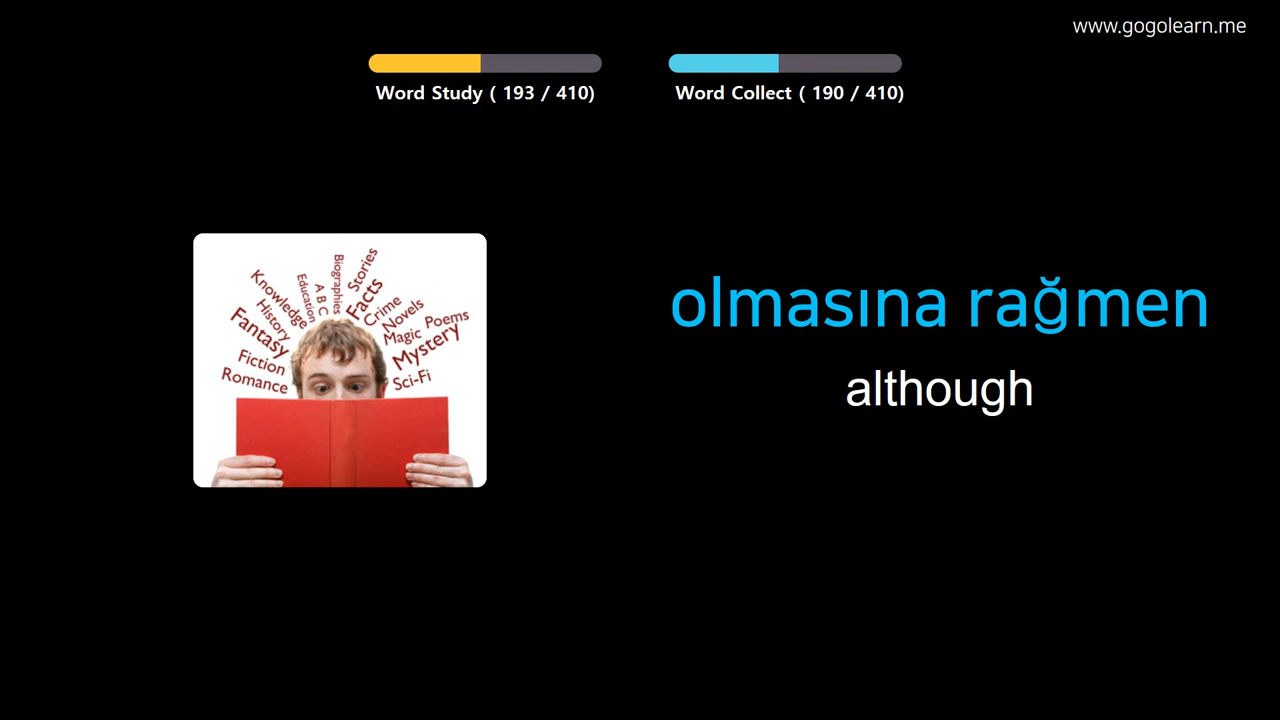 www.gogolearn.me
Word Study ( 193 / 410)
Word Collect ( 190 / 410)
Knowledge
History
Fantasy
Fiction
Romance
Education
A B C
Biographies
Stories
Facts
Crime
Novels
Magic
Poems
Mystery
Sci-Fi
olmasına rağmen
although